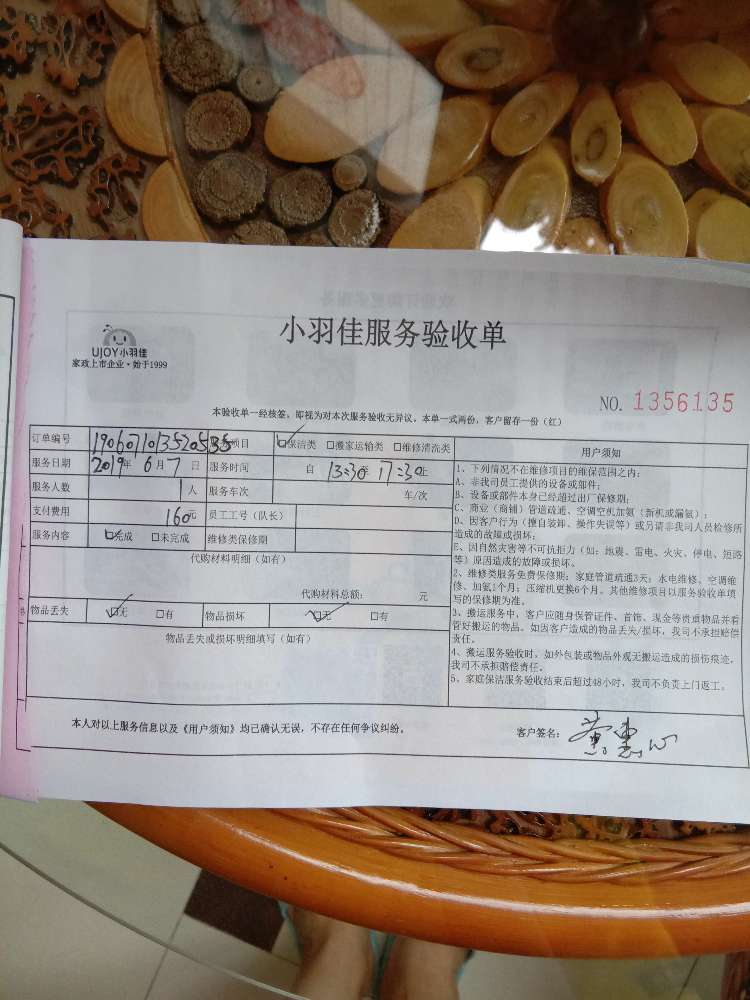 小羽佳服务验收单
UJOY小羽佳
家政上市企业·始于1999
NO. 1356135
本验收单一经核签，即视为对本次服务验收无异议。本单一式两份，客户留存一份（红）
订单编号 190607101352053535 项目 ☑保洁类 □搬家运输类 □维修清洗类
服务日期 2019年 6月 7日 服务时间 自 13:30至 17:30止
服务人数 1人 服务车次 车/次
支付费用 160元 员工工号（队长）
服务内容 ☑完成 □未完成 维修类保修期
代购材料明细（如有）
代购材料总额： 元
物品丢失 ☑无 □有 物品损坏 ☑无 □有
物品丢失或损坏明细填写（如有）
用户须知
1、下列情况不在维修项目的维保范围之内：
A、非我司员工提供的设备或部件；
B、设备或部件本身已经超过出厂保修期；
C、商业（商铺）管道疏通、空调空机加氨（新机或漏氨）；
D、因客户行为（擅自装卸、操作失误等）或另请非我司人员检修所
造成的故障或损坏；
E、因自然灾害等不可抗拒力（如：地震、雷电、火灾、停电、短路
等）原因造成的故障或损坏。
2、维修类服务免费保修期：家庭管道疏通3天；水电维修、空调维
修、加氨1个月；压缩机更换6个月。其他维修项目以服务验收单填
写的保修期为准。
3、搬运服务中，客户应随身保管证件、首饰、现金等贵重物品并看
管好搬运的物品。如因客户造成的物品丢失/损坏，我司不承担赔偿
责任。
4、搬运服务验收时，如外包装或物品外观无搬运造成的损伤痕迹，
我司不承担赔偿责任。
5、家庭保洁服务验收结束后超过48小时，我司不负责上门返工。
本人对以上服务信息以及《用户须知》均已确认无误，不存在任何争议纠纷。
客户签名：